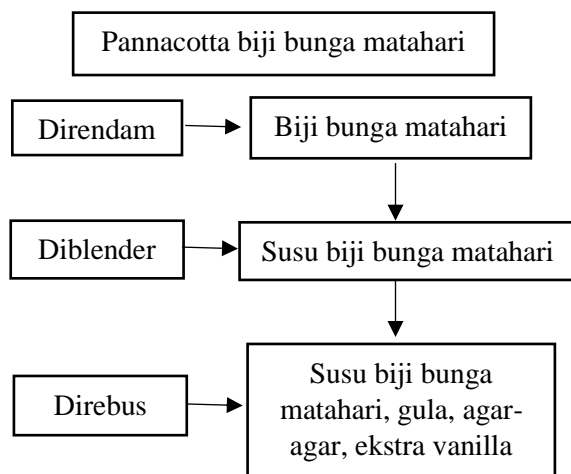 Pannacotta biji bunga matahari
Direndam
Biji bunga matahari
Diblender
Susu biji bunga matahari
Direbus
Susu biji bunga
matahari, gula, agar-
agar, ekstra vanilla